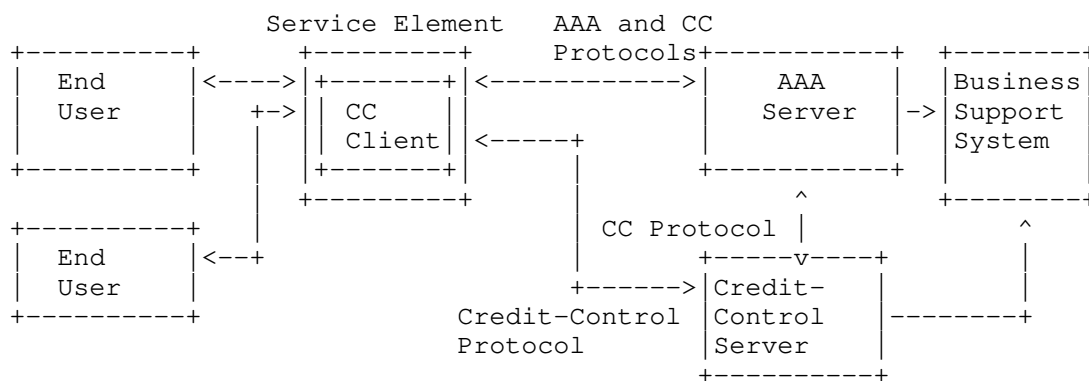 Service Element AAA and CC
Protocols
End AAA Business
User CC Server Support
Client System
CC Protocol
End
User Credit-
Credit-Control Control
Protocol Server